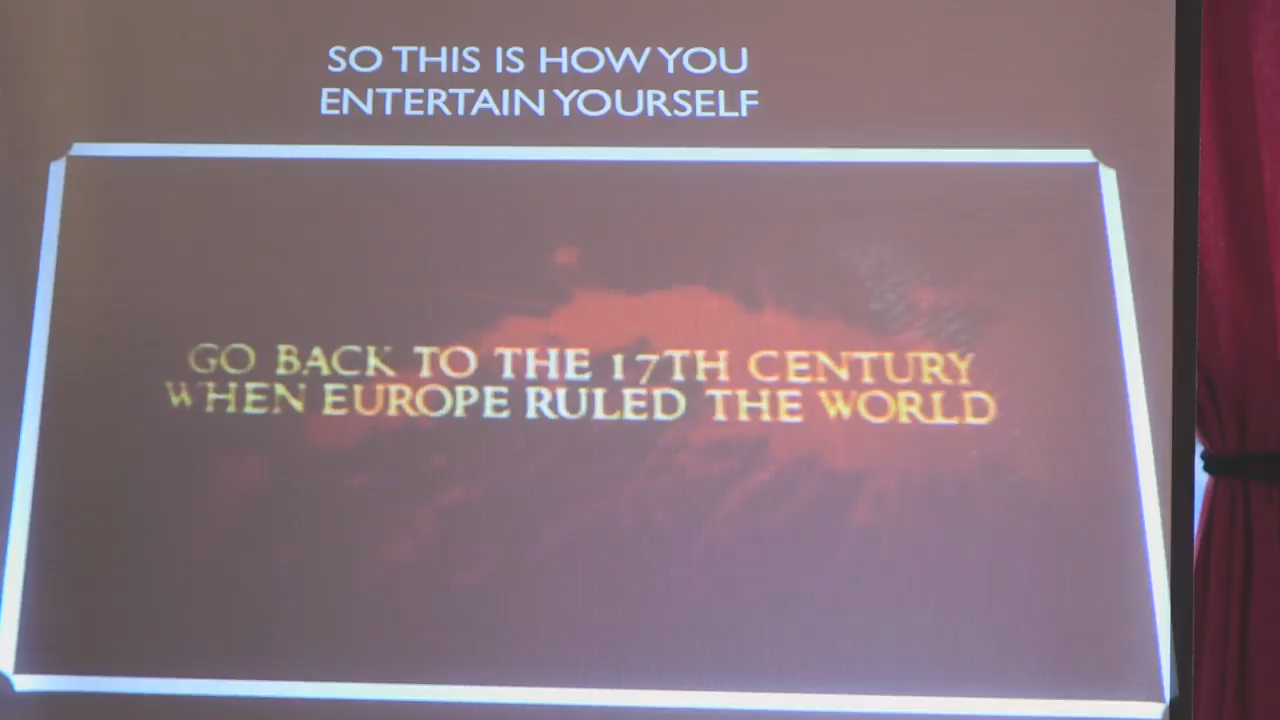 SO THIS IS HOW YOU
ENTERTAIN YOURSELF
GO BACK TO THE 17TH CENTURY
WHEN EUROPE RULED THE WORLD